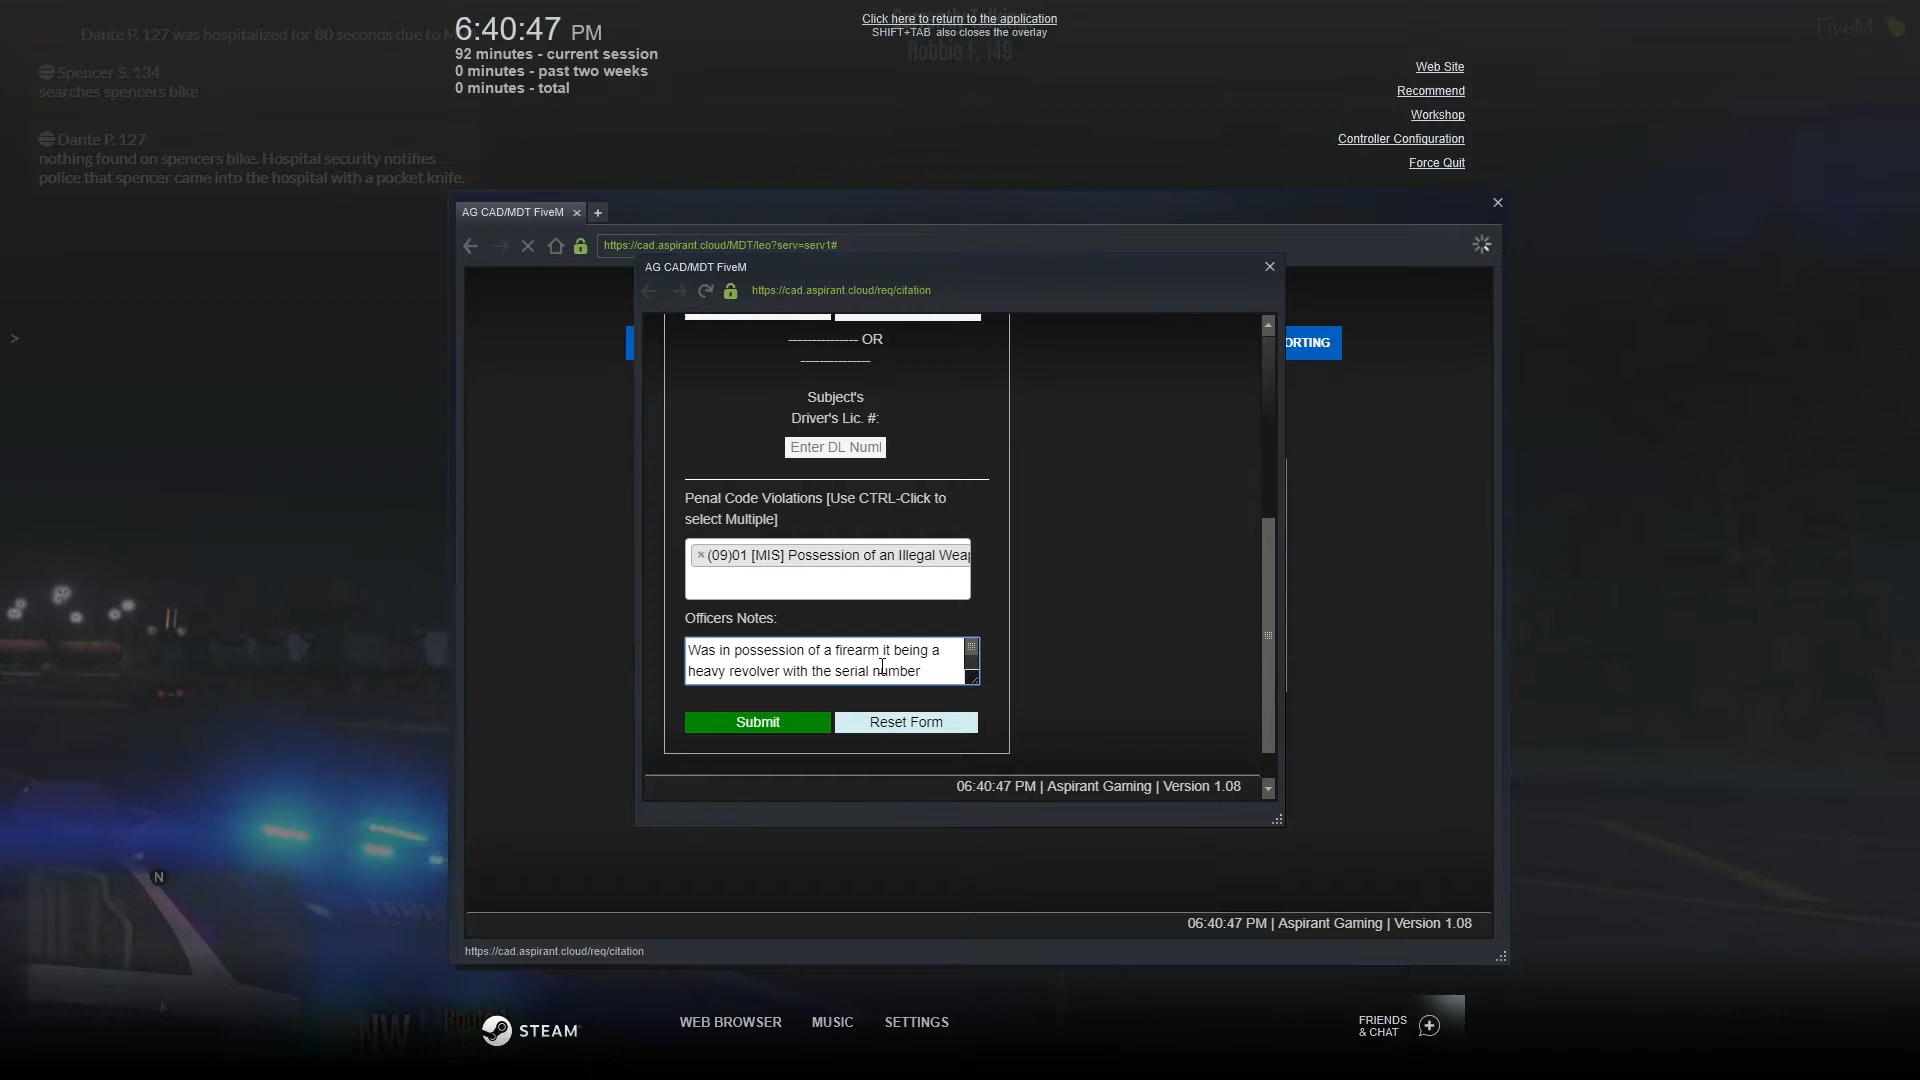 Dante P. 127 was hospitalized for 80 seconds due to
6:40:47 PM
92 minutes - current session
0 minutes - past two weeks
0 minutes - total
Click here to return to the application
SHIFT+TAB also closes the overlay
Robbie F. 149
FiveM
Spencer S. 134
searches spencers bike
Dante P. 127
nothing found on spencers bike. Hospital security notifies
police that spencer came into the hospital with a pocket knife.
Web Site
Recommend
Workshop
Controller Configuration
Force Quit
AG CAD/MDT FiveM
https://cad.aspirant.cloud/MDT/leo?serv=serv1#
AG CAD/MDT FiveM
https://cad.aspirant.cloud/req/citation
ORTING
>
--------------- OR
---------------
Subject's
Driver's Lic. #:
Enter DL Num
Penal Code Violations [Use CTRL-Click to
select Multiple]
×(09)01 [MIS] Possession of an Illegal Weap
Officers Notes:
Was in possession of a firearm it being a
heavy revolver with the serial number
Submit
Reset Form
06:40:47 PM | Aspirant Gaming | Version 1.08
N
06:40:47 PM | Aspirant Gaming | Version 1.08
https://cad.aspirant.cloud/req/citation
NW
STEAM
WEB BROWSER
MUSIC
SETTINGS
FRIENDS
& CHAT